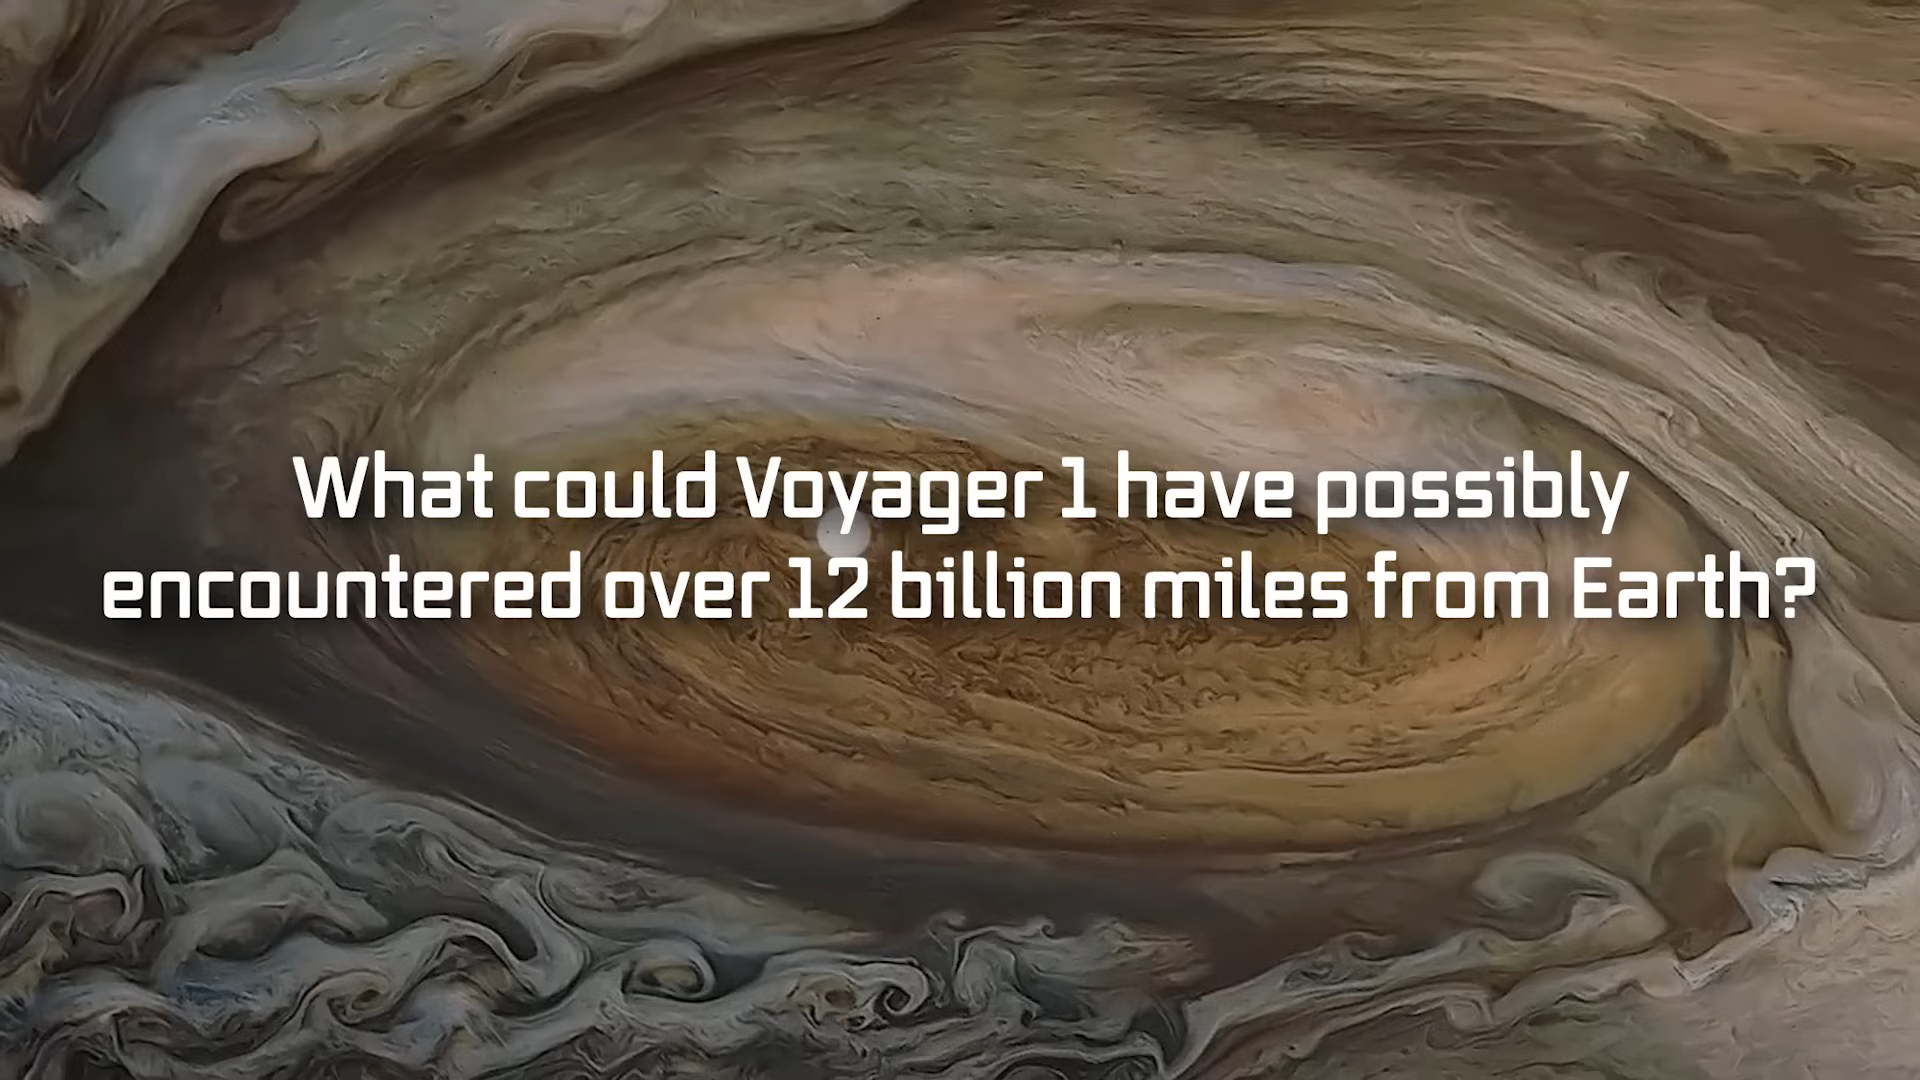 What could Voyager 1 have possibly
encountered over 12 billion miles from Earth?